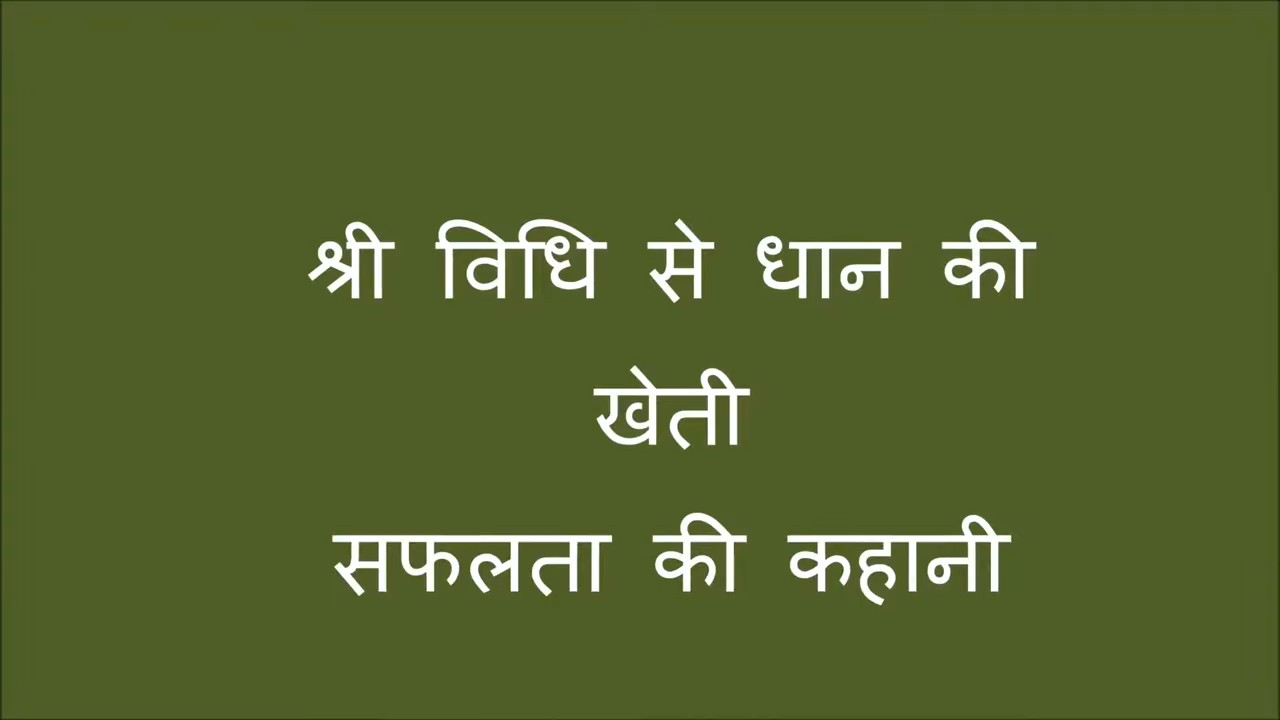 श्री विधि से धान की
खेती
सफलता की कहानी